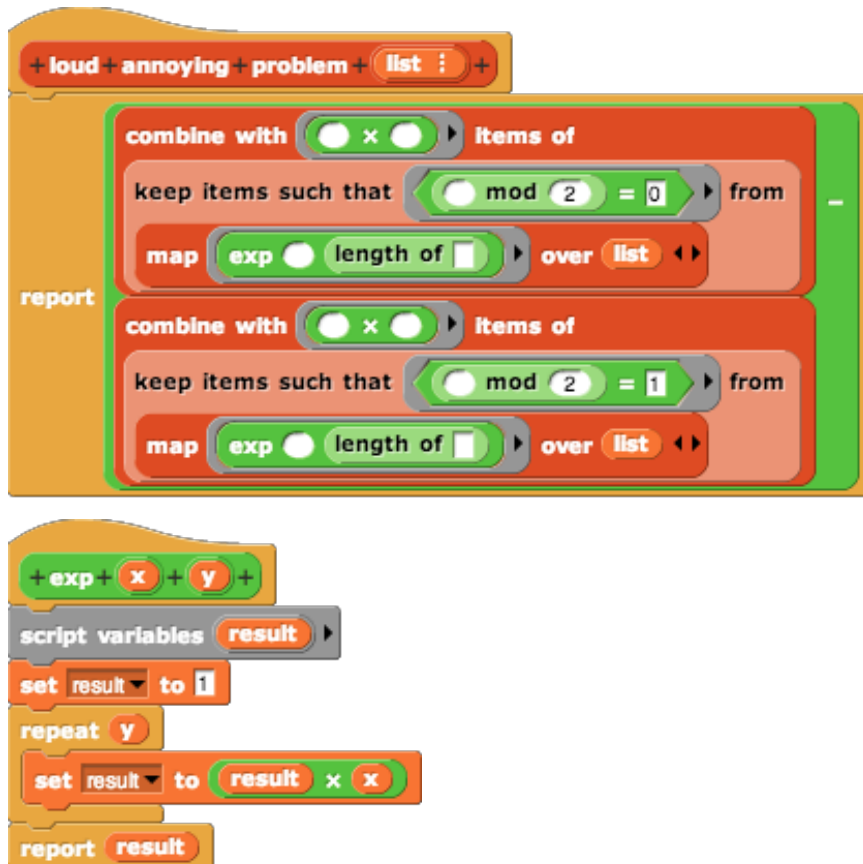 +loud+annoying+problem+ list ⋮ +
combine with × items of
keep items such that mod 2 = 0 from
map exp length of over list
−
report
combine with × items of
keep items such that mod 2 = 1 from
map exp length of over list
+exp+ x + y +
script variables result
set result to 1
repeat y
set result to result × x
report result